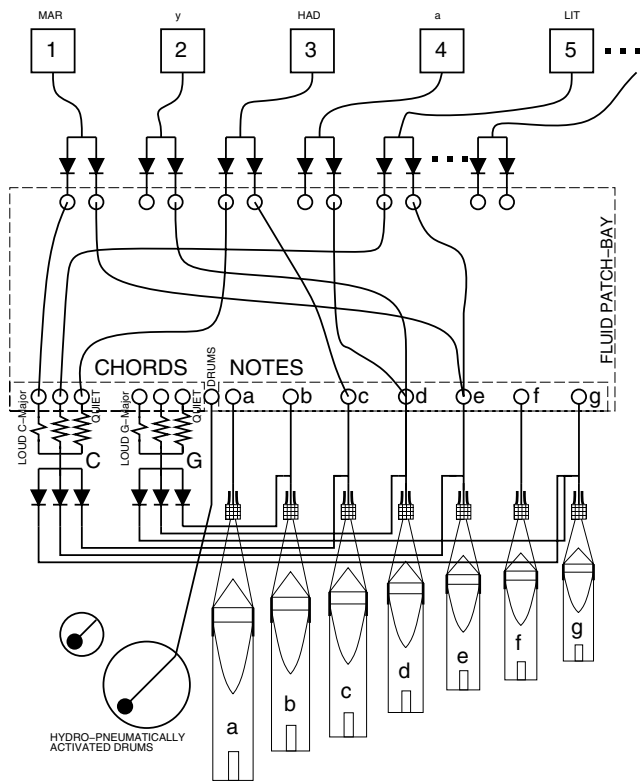 MAR y HAD a LIT
1 2 3 4 5
FLUID PATCH-BAY
CHORDS NOTES
DRUMS
LOUD C-Major
QUIET
LOUD G-Major
QUIET
a b c d e f g
C G
g
f
e
d
c
b
a
HYDRO-PNEUMATICALLY
ACTIVATED DRUMS